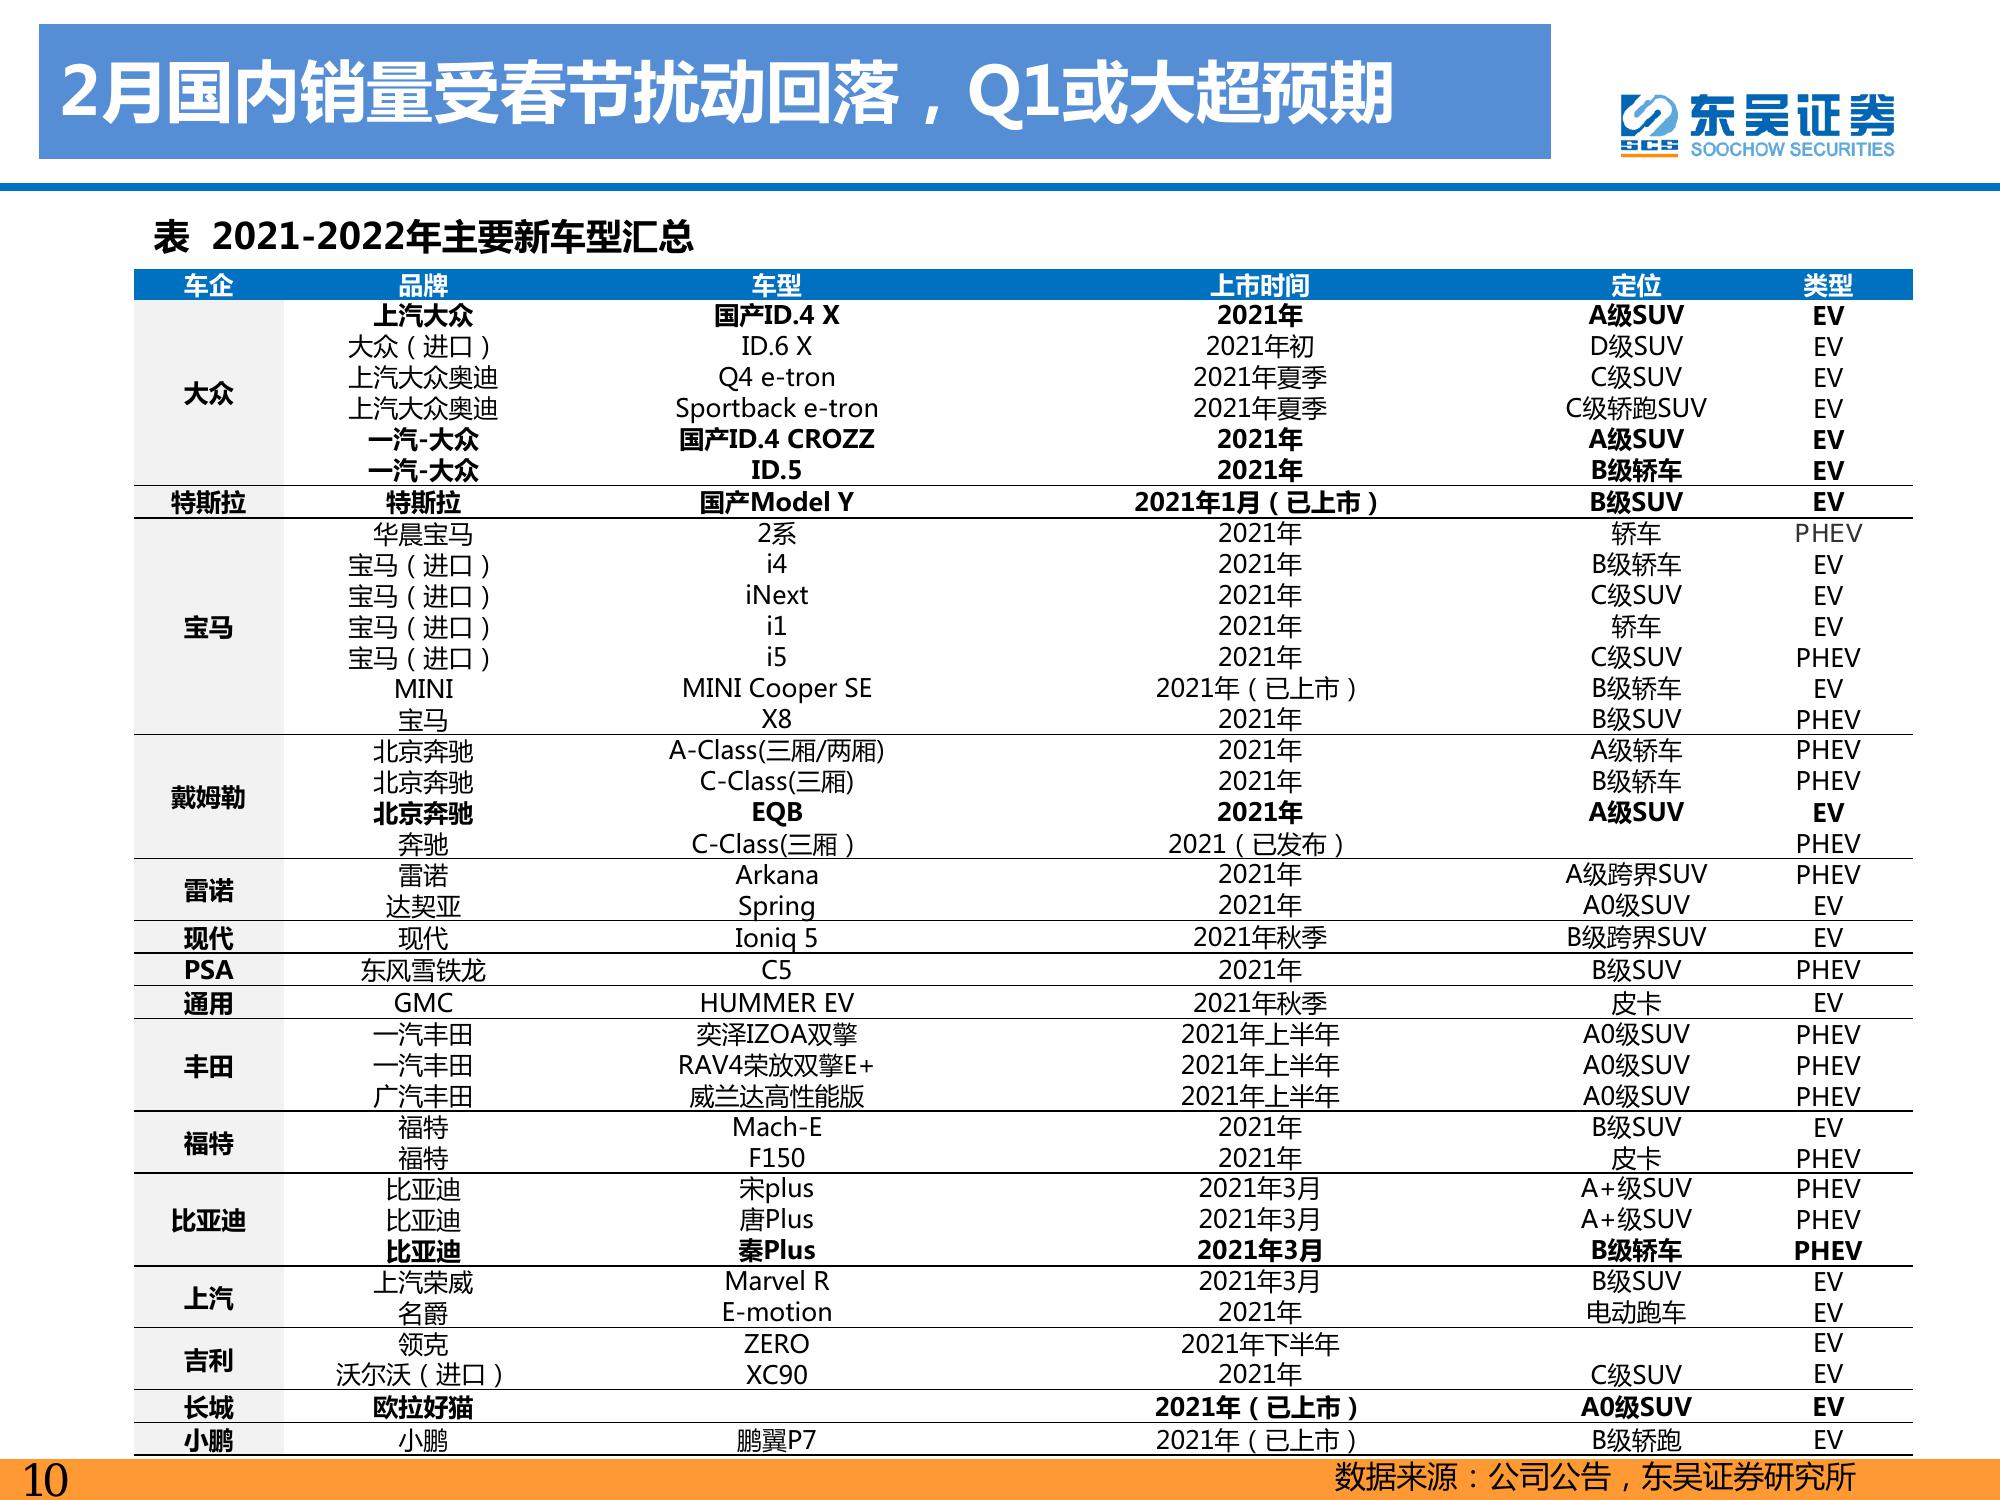 2月国内销量受春节扰动回落，Q1或大超预期
SCS
东吴证券
SOOCHOW SECURITIES
表 2021-2022年主要新车型汇总
车企 品牌 车型 上市时间 定位 类型
大众 上汽大众 国产ID.4 X 2021年 A级SUV EV
大众（进口） ID.6 X 2021年初 D级SUV EV
上汽大众奥迪 Q4 e-tron 2021年夏季 C级SUV EV
上汽大众奥迪 Sportback e-tron 2021年夏季 C级轿跑SUV EV
一汽-大众 国产ID.4 CROZZ 2021年 A级SUV EV
一汽-大众 ID.5 2021年 B级轿车 EV
特斯拉 特斯拉 国产Model Y 2021年1月（已上市） B级SUV EV
宝马 华晨宝马 2系 2021年 轿车 PHEV
宝马（进口） i4 2021年 B级轿车 EV
宝马（进口） iNext 2021年 C级SUV EV
宝马（进口） i1 2021年 轿车 EV
宝马（进口） i5 2021年 C级SUV PHEV
MINI MINI Cooper SE 2021年（已上市） B级轿车 EV
宝马 X8 2021年 B级SUV PHEV
戴姆勒 北京奔驰 A-Class(三厢/两厢) 2021年 A级轿车 PHEV
北京奔驰 C-Class(三厢) 2021年 B级轿车 PHEV
北京奔驰 EQB 2021年 A级SUV EV
奔驰 C-Class(三厢） 2021（已发布） PHEV
雷诺 雷诺 Arkana 2021年 A级跨界SUV PHEV
达契亚 Spring 2021年 A0级SUV EV
现代 现代 Ioniq 5 2021年秋季 B级跨界SUV EV
PSA 东风雪铁龙 C5 2021年 B级SUV PHEV
通用 GMC HUMMER EV 2021年秋季 皮卡 EV
丰田 一汽丰田 奕泽IZOA双擎 2021年上半年 A0级SUV PHEV
一汽丰田 RAV4荣放双擎E+ 2021年上半年 A0级SUV PHEV
广汽丰田 威兰达高性能版 2021年上半年 A0级SUV PHEV
福特 福特 Mach-E 2021年 B级SUV EV
福特 F150 2021年 皮卡 PHEV
比亚迪 比亚迪 宋plus 2021年3月 A+级SUV PHEV
比亚迪 唐Plus 2021年3月 A+级SUV PHEV
比亚迪 秦Plus 2021年3月 B级轿车 PHEV
上汽 上汽荣威 Marvel R 2021年3月 B级SUV EV
名爵 E-motion 2021年 电动跑车 EV
吉利 领克 ZERO 2021年下半年 EV
沃尔沃（进口） XC90 2021年 C级SUV EV
长城 欧拉好猫 2021年（已上市） A0级SUV EV
小鹏 小鹏 鹏翼P7 2021年（已上市） B级轿跑 EV
10
数据来源：公司公告，东吴证券研究所